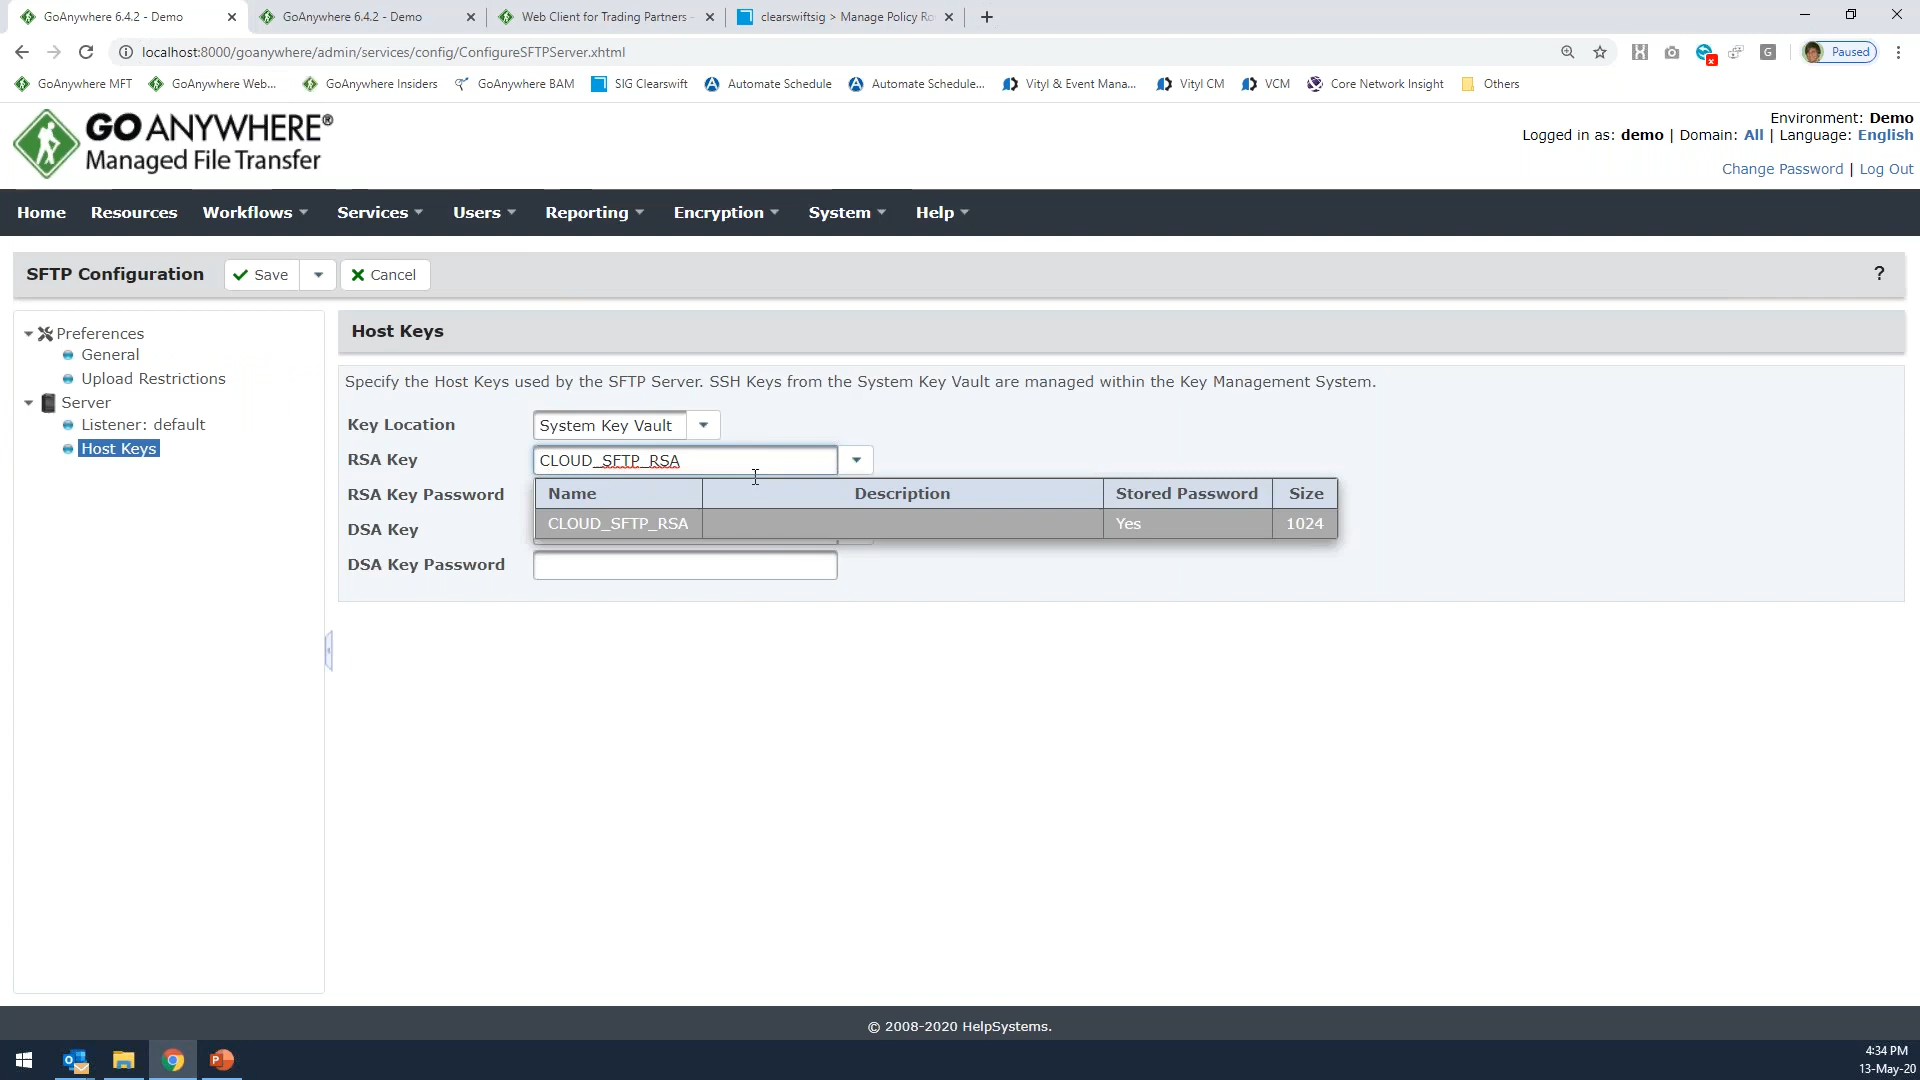 GoAnywhere 6.4.2 - Demo
GoAnywhere 6.4.2 - Demo
Web Client for Trading Partners -
clearswiftsig > Manage Policy Ro
localhost:8000/goanywhere/admin/services/config/ConfigureSFTPServer.xhtml
Paused
GoAnywhere MFT
GoAnywhere Web...
GoAnywhere Insiders
GoAnywhere BAM
SIG Clearswift
Automate Schedule
Automate Schedule...
Vityl & Event Mana...
Vityl CM
VCM
Core Network Insight
Others
GO ANYWHERE®
Managed File Transfer
Environment: Demo
Logged in as: demo | Domain: All | Language: English
Change Password | Log Out
Home Resources Workflows Services Users Reporting Encryption System Help
SFTP Configuration Save Cancel ?
Preferences
General
Upload Restrictions
Server
Listener: default
Host Keys
Host Keys
Specify the Host Keys used by the SFTP Server. SSH Keys from the System Key Vault are managed within the Key Management System.
Key Location System Key Vault
RSA Key CLOUD_SFTP_RSA
RSA Key Password
Name Description Stored Password Size
CLOUD_SFTP_RSA Yes 1024
DSA Key
DSA Key Password
© 2008-2020 HelpSystems.
4:34 PM
13-May-20